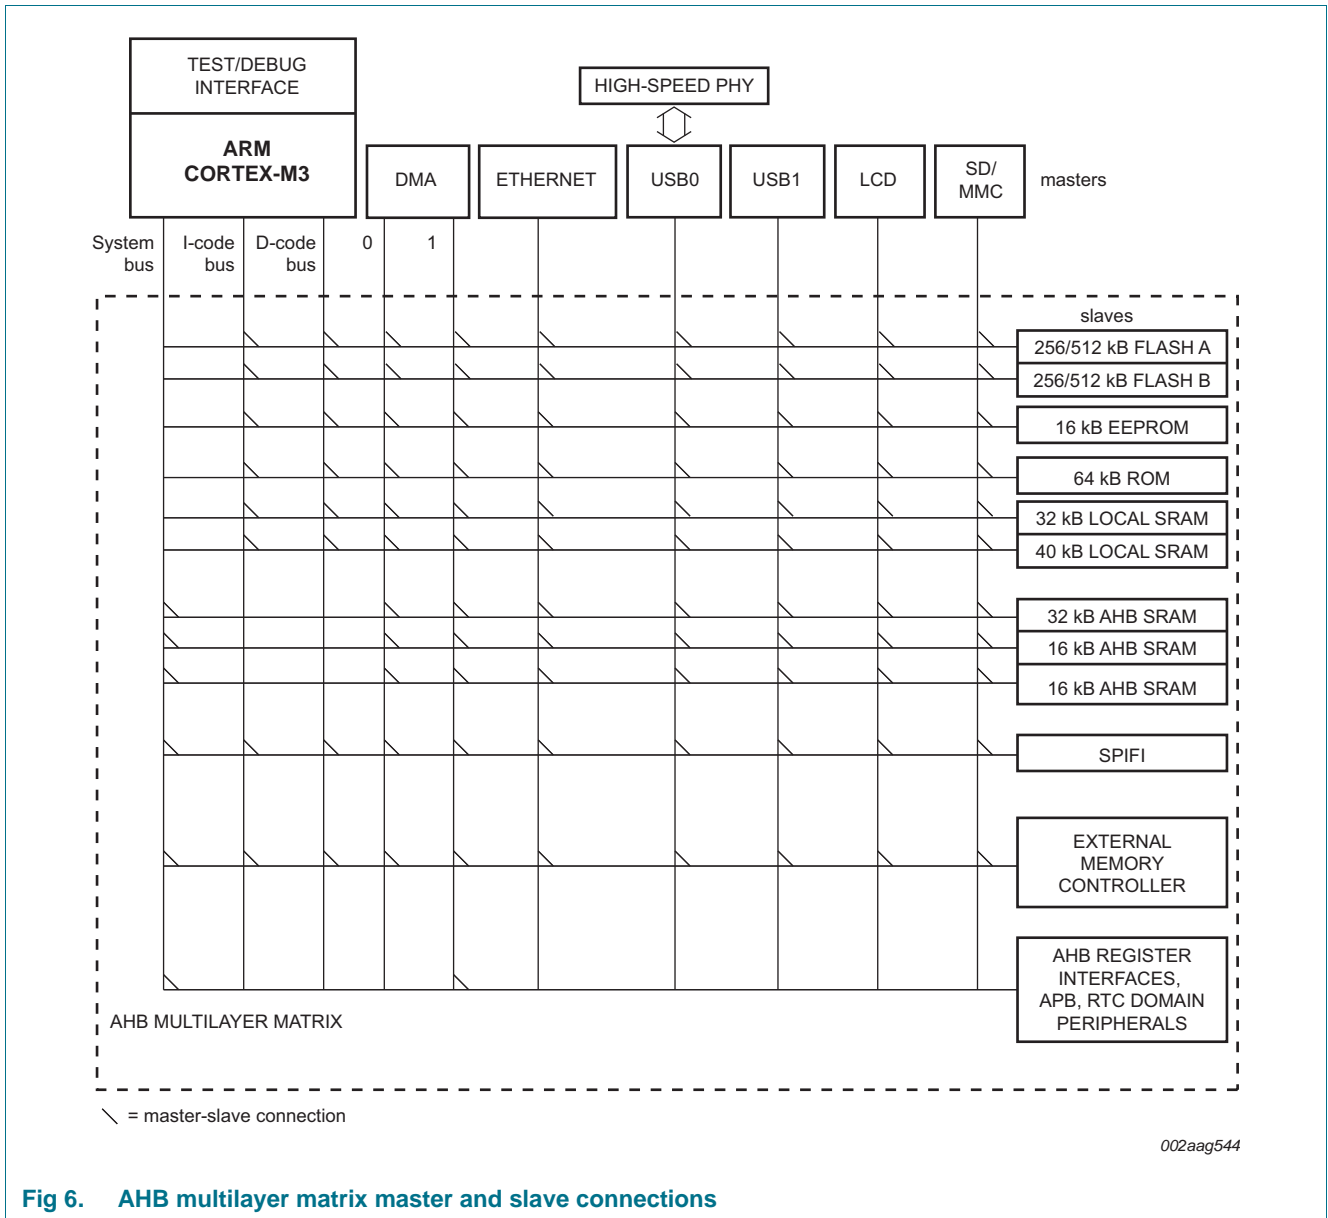 TEST/DEBUG
INTERFACE
HIGH-SPEED PHY
ARM
CORTEX-M3
DMA
ETHERNET
USB0
USB1
LCD
SD/
MMC
masters
System
bus
I-code
bus
D-code
bus
0
1
slaves
256/512 kB FLASH A
256/512 kB FLASH B
16 kB EEPROM
64 kB ROM
32 kB LOCAL SRAM
40 kB LOCAL SRAM
32 kB AHB SRAM
16 kB AHB SRAM
16 kB AHB SRAM
SPIFI
EXTERNAL
MEMORY
CONTROLLER
AHB REGISTER
INTERFACES,
APB, RTC DOMAIN
PERIPHERALS
AHB MULTILAYER MATRIX
= master-slave connection
002aag544
Fig 6. AHB multilayer matrix master and slave connections